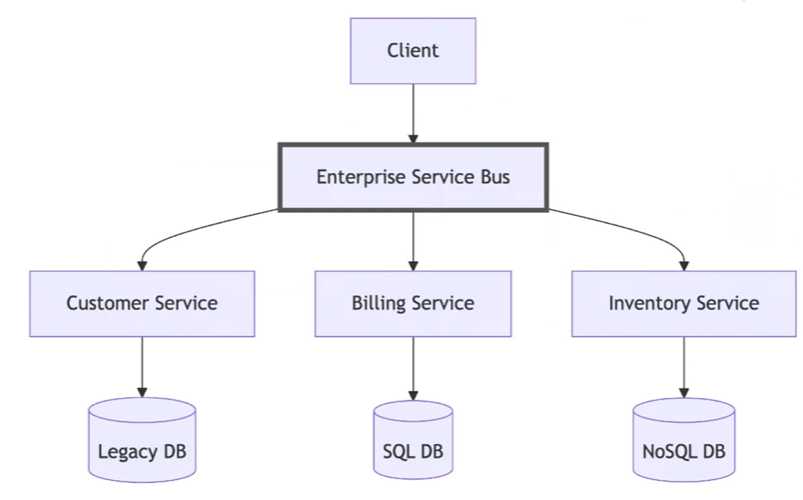 Client
Enterprise Service Bus
Customer Service
Billing Service
Inventory Service
Legacy DB
SQL DB
NoSQL DB